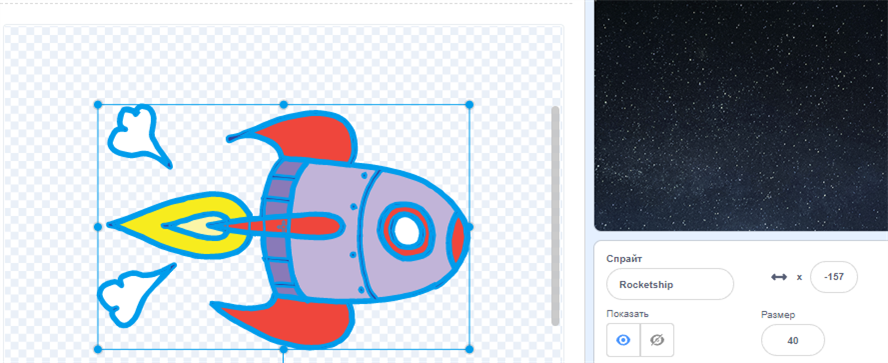 Спрайт
Rocketship
x -157
Показать
Размер
40